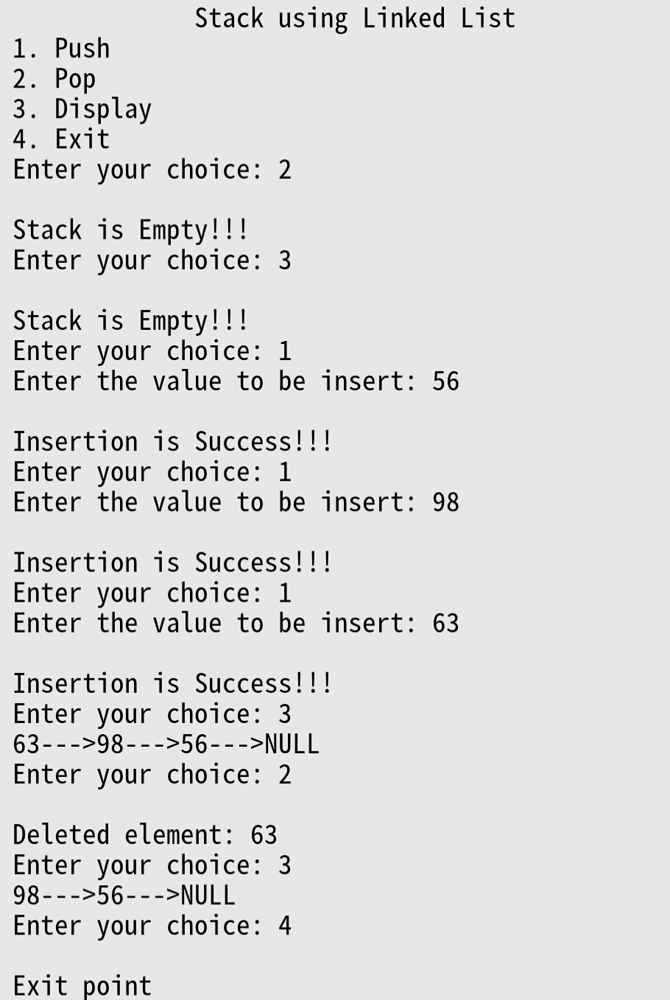 Stack using Linked List
1. Push
2. Pop
3. Display
4. Exit
Enter your choice: 2
Stack is Empty!!!
Enter your choice: 3
Stack is Empty!!!
Enter your choice: 1
Enter the value to be insert: 56
Insertion is Success!!!
Enter your choice: 1
Enter the value to be insert: 98
Insertion is Success!!!
Enter your choice: 1
Enter the value to be insert: 63
Insertion is Success!!!
Enter your choice: 3
63--->98--->56--->NULL
Enter your choice: 2
Deleted element: 63
Enter your choice: 3
98--->56--->NULL
Enter your choice: 4
Exit point